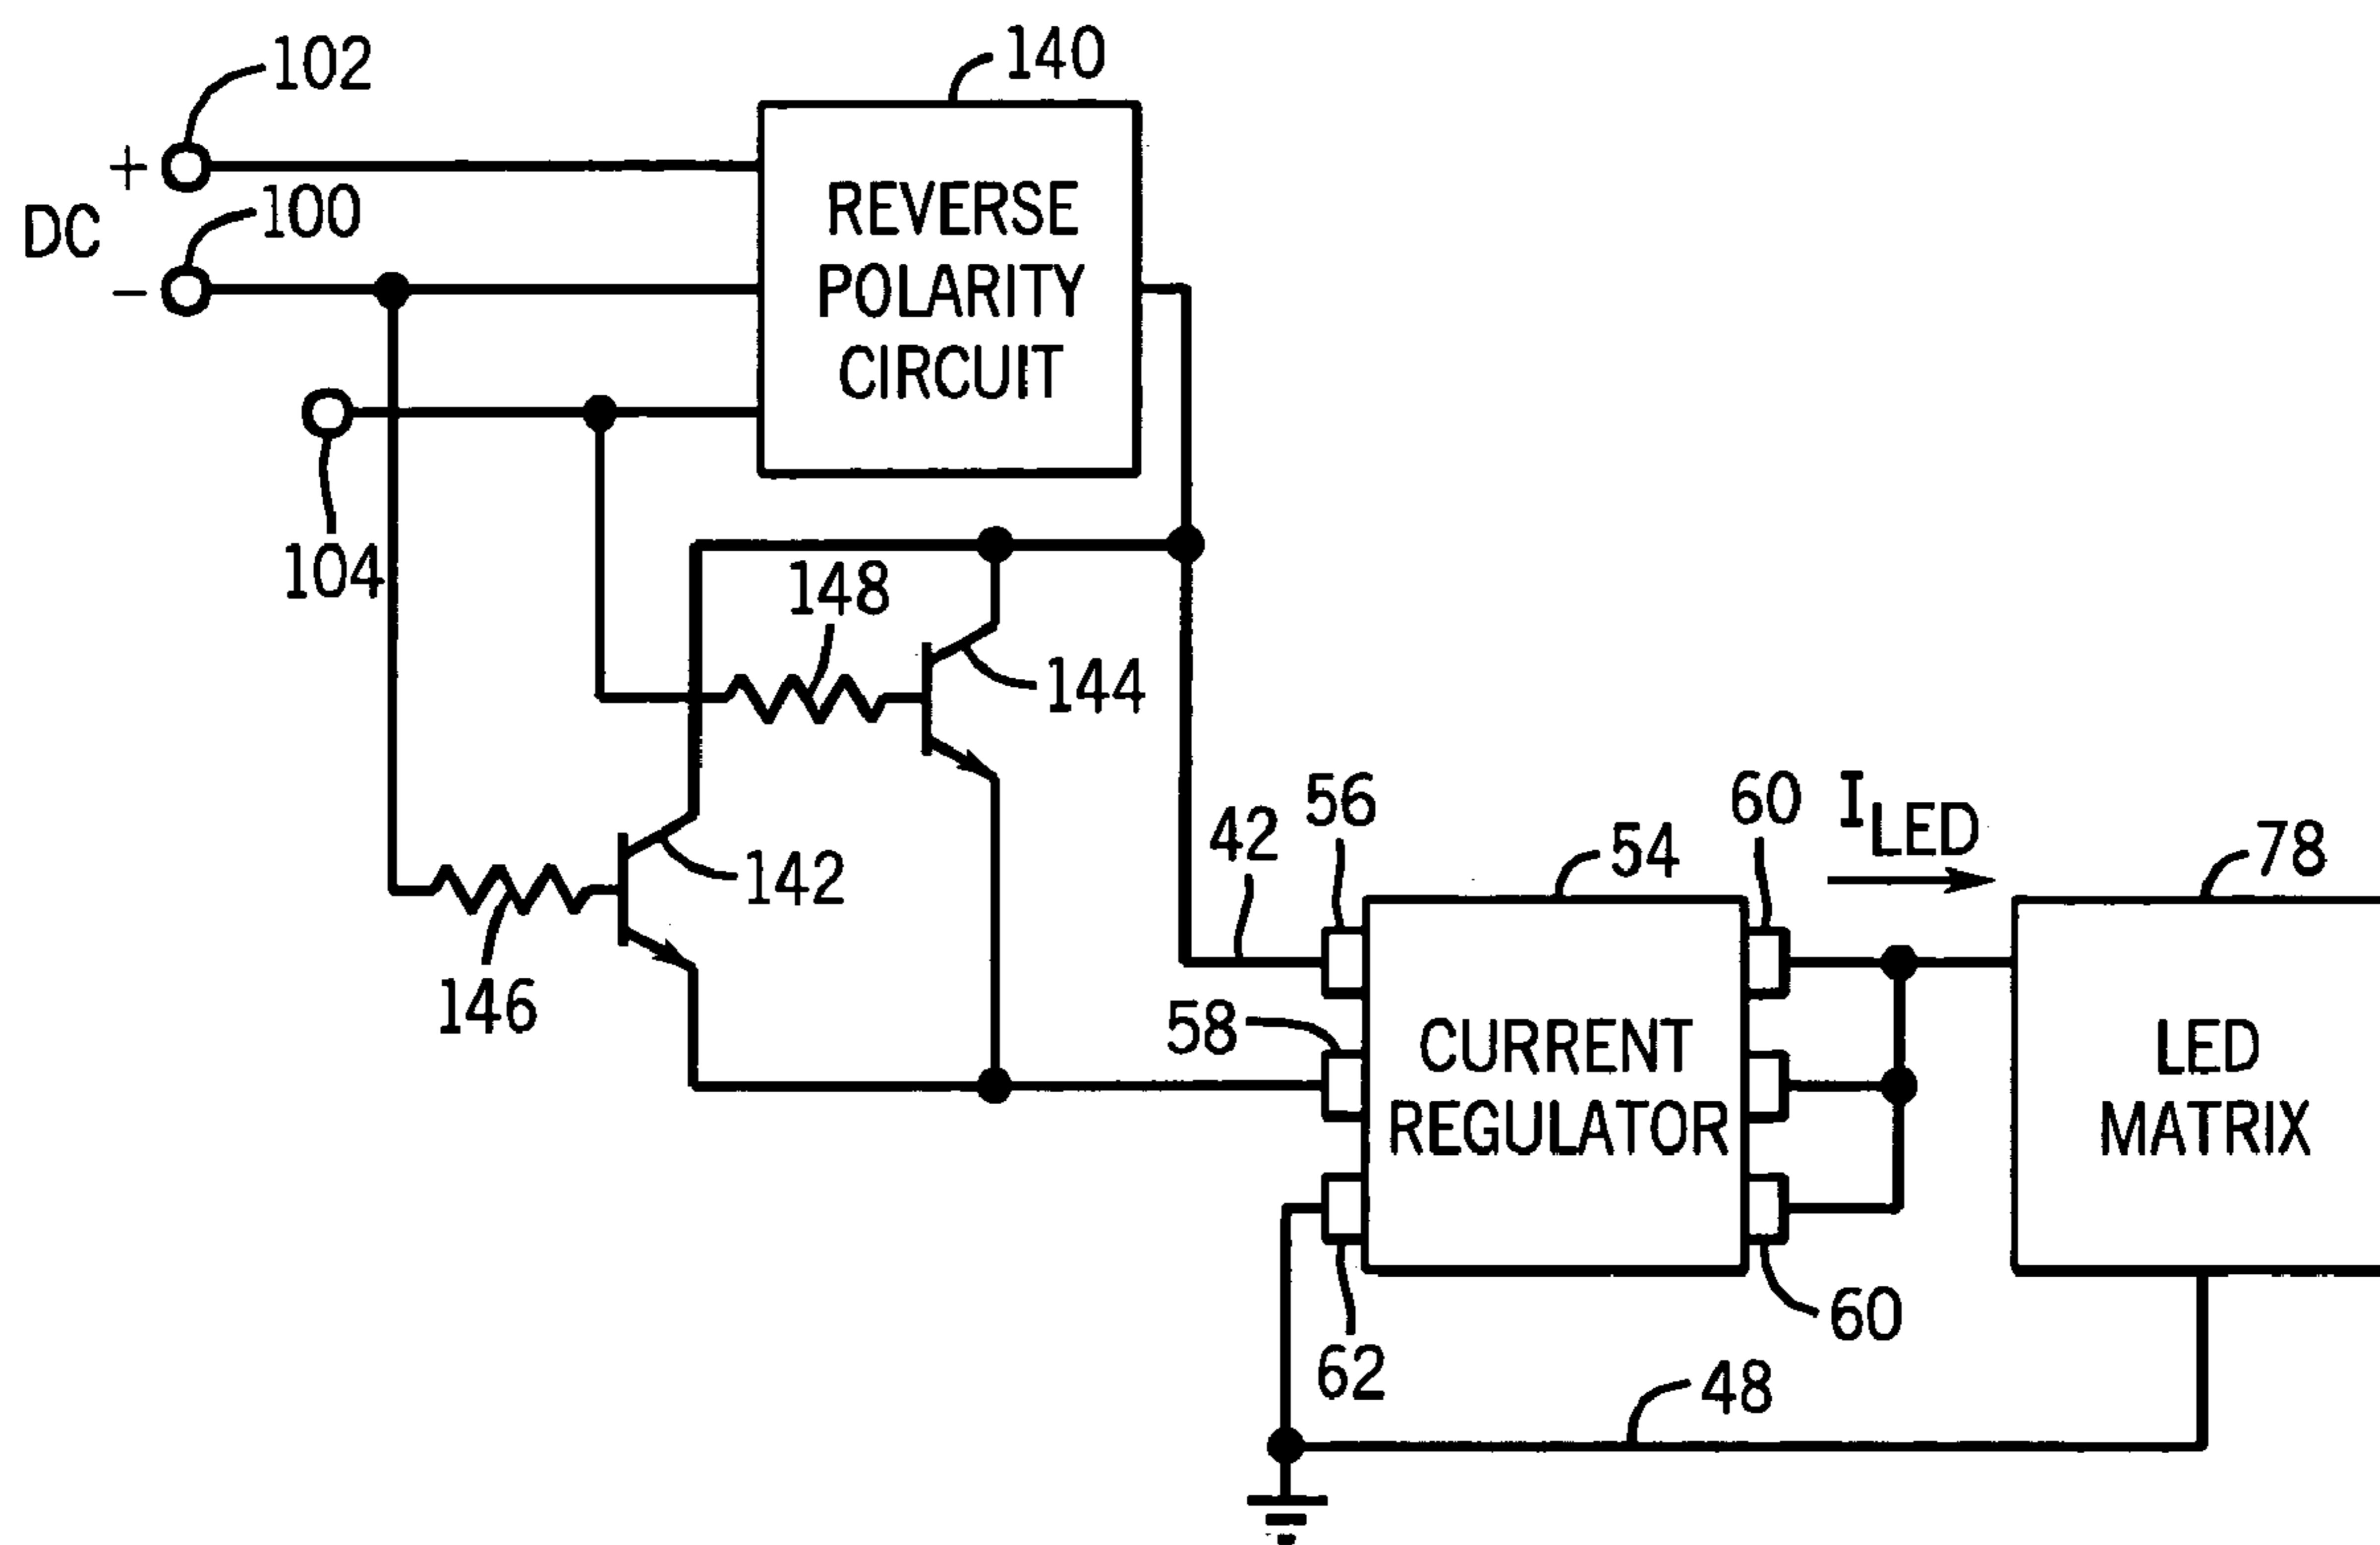 102
140
+
100
DC
−
REVERSE
POLARITY
CIRCUIT
104
148
144
142
146
42
56
60
I LED
54
78
58
CURRENT
REGULATOR
LED
MATRIX
62
60
48